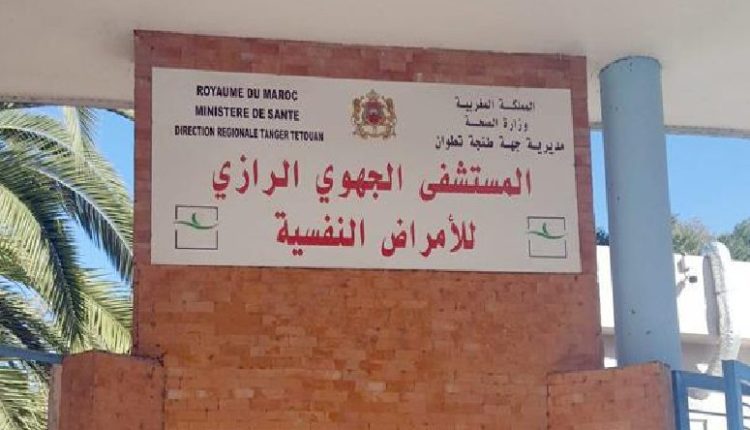 ROYAUME DU MAROC
MINISTERE DE SANTE
DIRECTION REGIONALE TANGER TETOUAN
المملكة المغربية
وزارة الصحة
مديرية جهة طنجة تطوان
المستشفى الجهوي الرازي
للأمراض النفسية